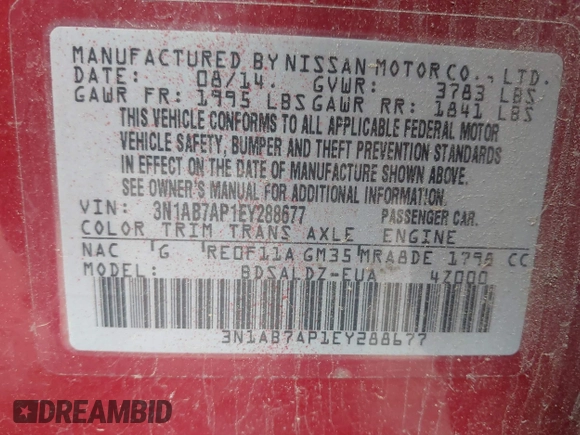 MANUFACTURED BY NISSAN MOTOR CO., LTD.
DATE: 08/14. GVWR: 3783 LBS
GAWR FR: 1995 LBS GAWR RR: 1841 LBS
THIS VEHICLE CONFORMS TO ALL APPLICABLE FEDERAL MOTOR
VEHICLE SAFETY, BUMPER AND THEFT PREVENTION STANDARDS
IN EFFECT ON THE DATE OF MANUFACTURE SHOWN ABOVE.
SEE OWNER'S MANUAL FOR ADDITIONAL INFORMATION.
VIN: 3N1AB7AP1EY288677 PASSENGER CAR.
COLOR TRIM TRANS AXLE ENGINE
NAC G RE0F11A GM35 MRA8DE 1798 CC
MODEL: BDSALDZ-EUA 4Z000
3N1AB7AP1EY288677
DREAMBID